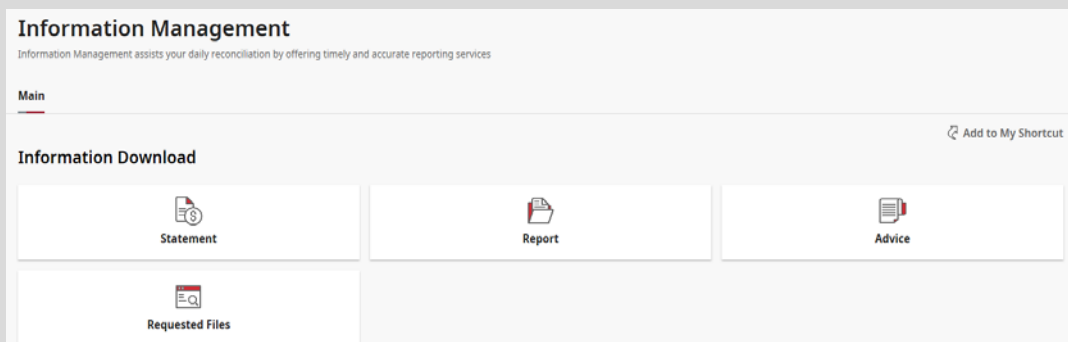 Information Management
Information Management assists your daily reconciliation by offering timely and accurate reporting services
Main
Add to My Shortcut
Information Download
Statement
Report
Advice
Requested Files